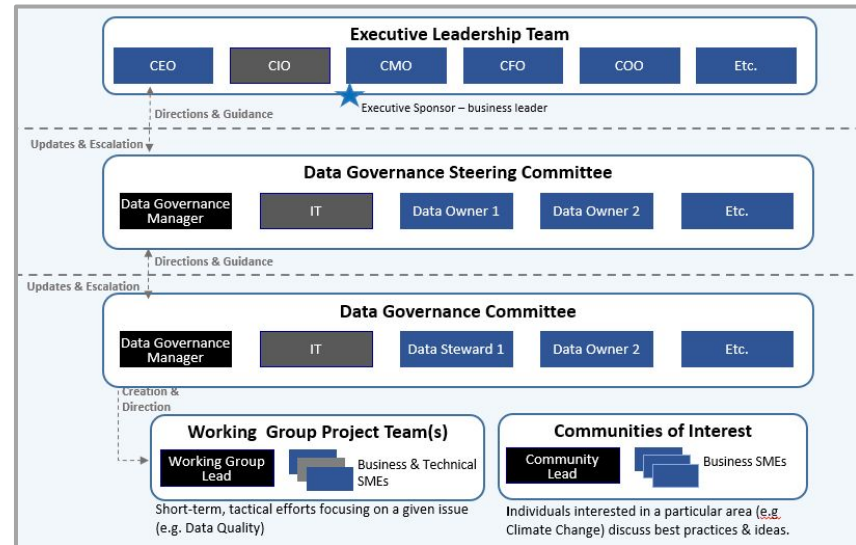 Executive Leadership Team
CEO
CIO
CMO
CFO
COO
Etc.
Executive Sponsor – business leader
Directions & Guidance
Updates & Escalation
Data Governance Steering Committee
Data Governance
Manager
IT
Data Owner 1
Data Owner 2
Etc.
Directions & Guidance
Updates & Escalation
Data Governance Committee
Data Governance
Manager
IT
Data Steward 1
Data Owner 2
Etc.
Creation &
Direction
Working Group Project Team(s)
Working Group
Lead
Business & Technical
SMEs
Short-term, tactical efforts focusing on a given issue
(e.g. Data Quality)
Communities of Interest
Community
Lead
Business SMEs
Individuals interested in a particular area (e.g
Climate Change) discuss best practices & ideas.